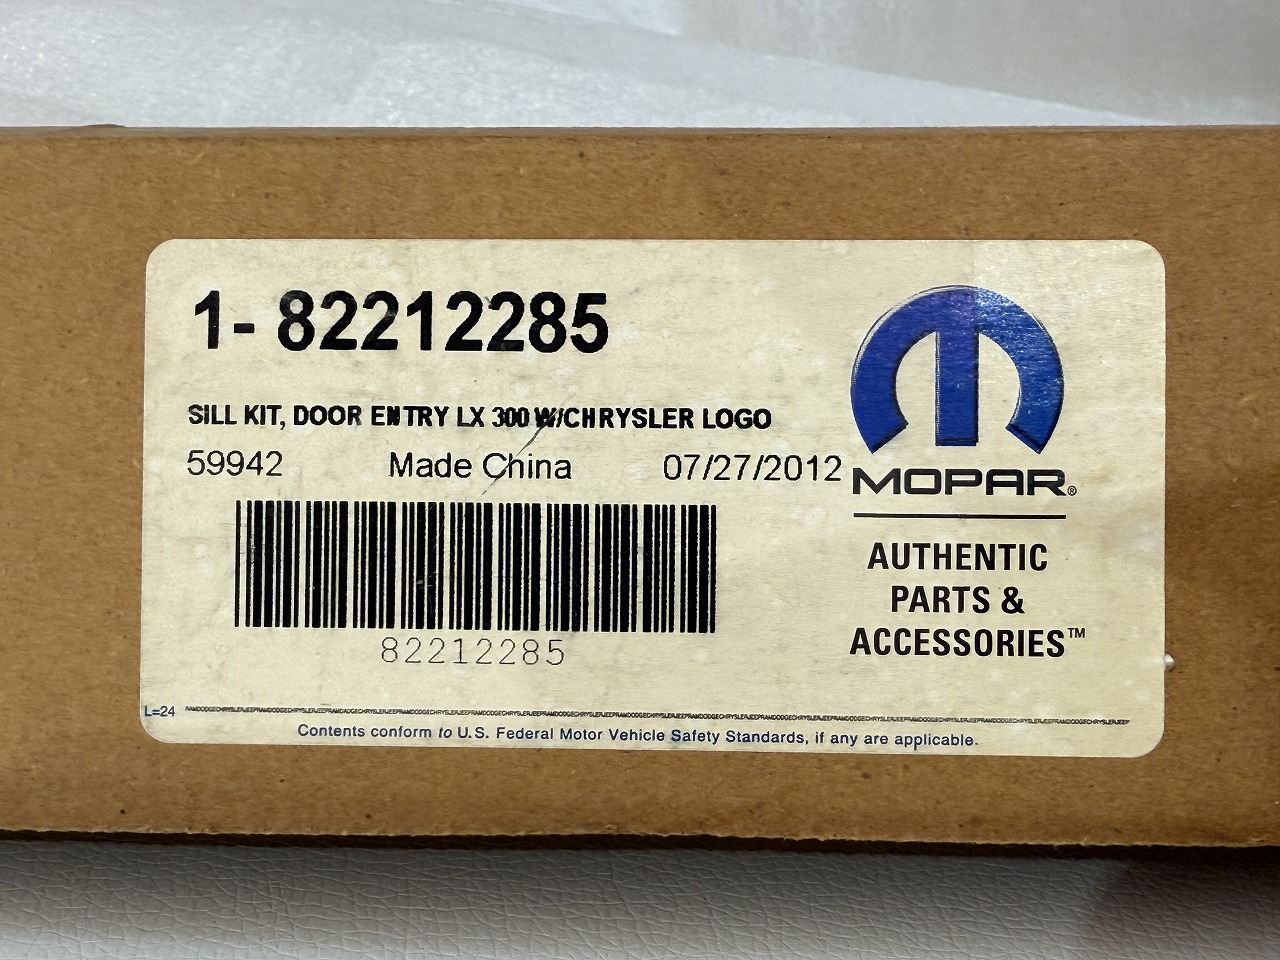 1- 82212285
SILL KIT, DOOR ENTRY LX 300 W/CHRYSLER LOGO
59942 Made China 07/27/2012
82212285
MOPAR®
AUTHENTIC
PARTS &
ACCESSORIES™
L=24
Contents conform to U.S. Federal Motor Vehicle Safety Standards, if any are applicable.